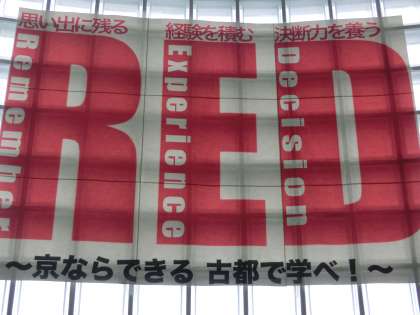 思い出に残る 経験を積む 決断力を養う
RED
Remember
Experience
Decision
～京ならできる 古都で学べ！～